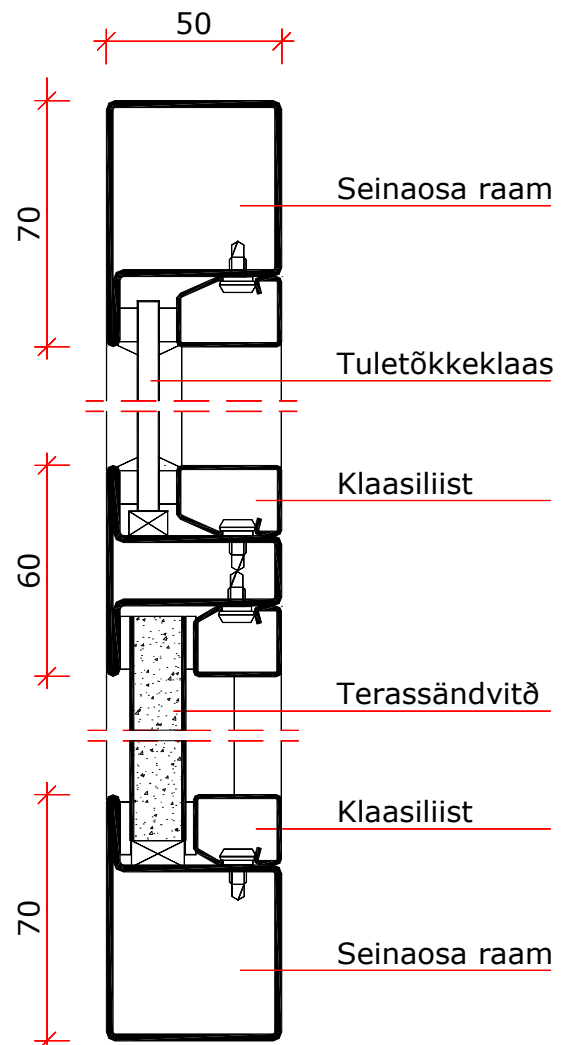 50
Seinaosa raam
70
Tuletõkkeklaas
Klaasiliist
60
Terassändvitð
Klaasiliist
70
Seinaosa raam